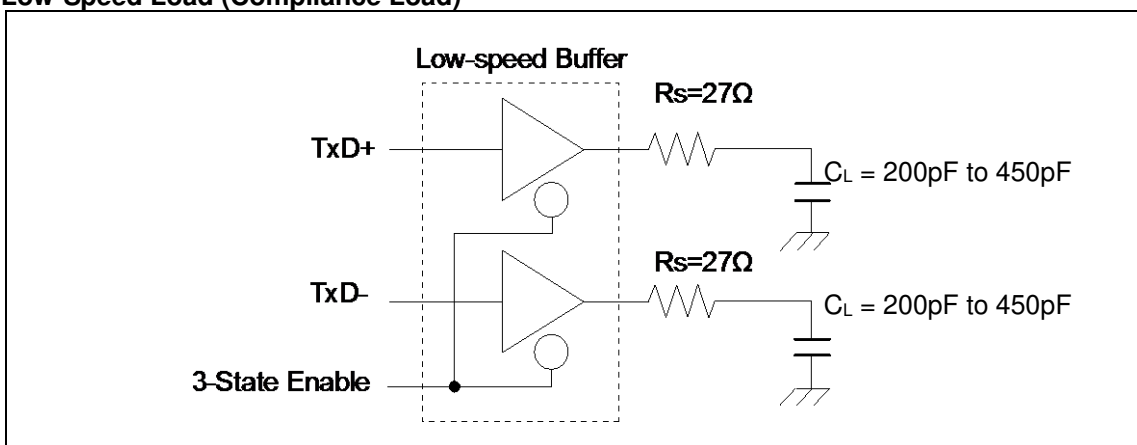 Low-Speed Load (Compliance Load)
Low-speed Buffer
Rs=27Ω
TxD+
CL = 200pF to 450pF
Rs=27Ω
TxD-
CL = 200pF to 450pF
3-State Enable